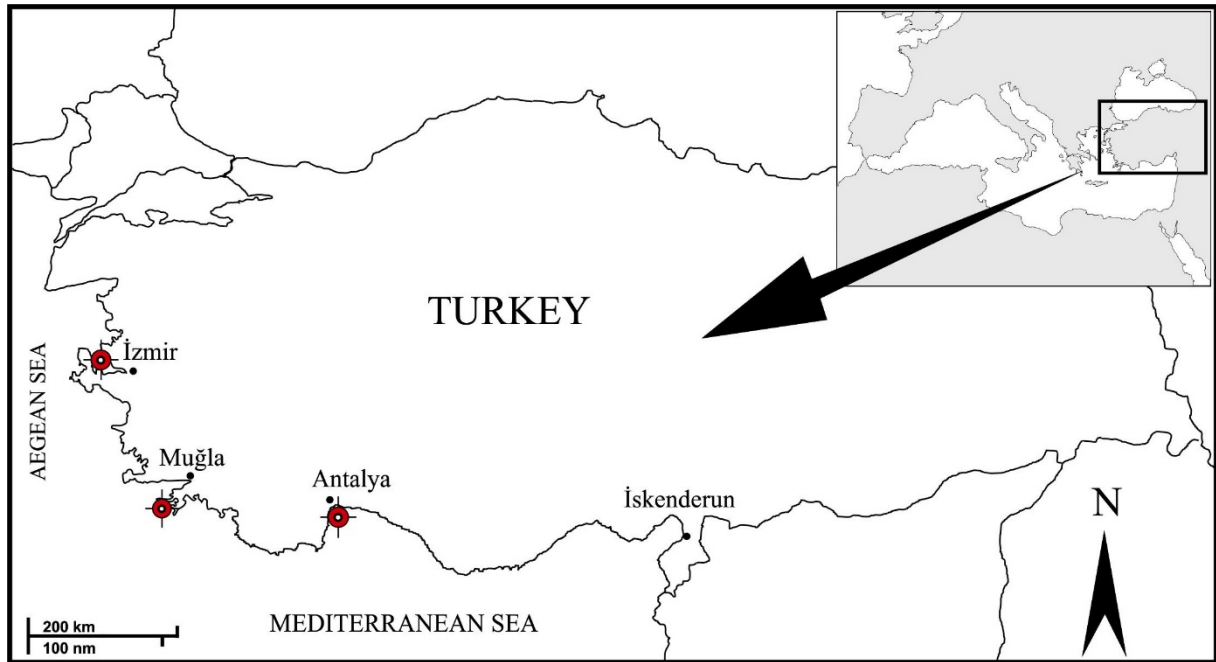 TURKEY
İzmir
AEGEAN SEA
Muğla
Antalya
İskenderun
N
MEDITERRANEAN SEA
200 km
100 nm